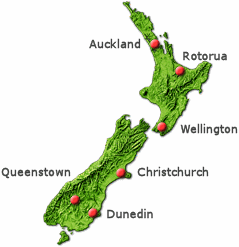 Auckland
Rotorua
Wellington
Queenstown
Christchurch
Dunedin